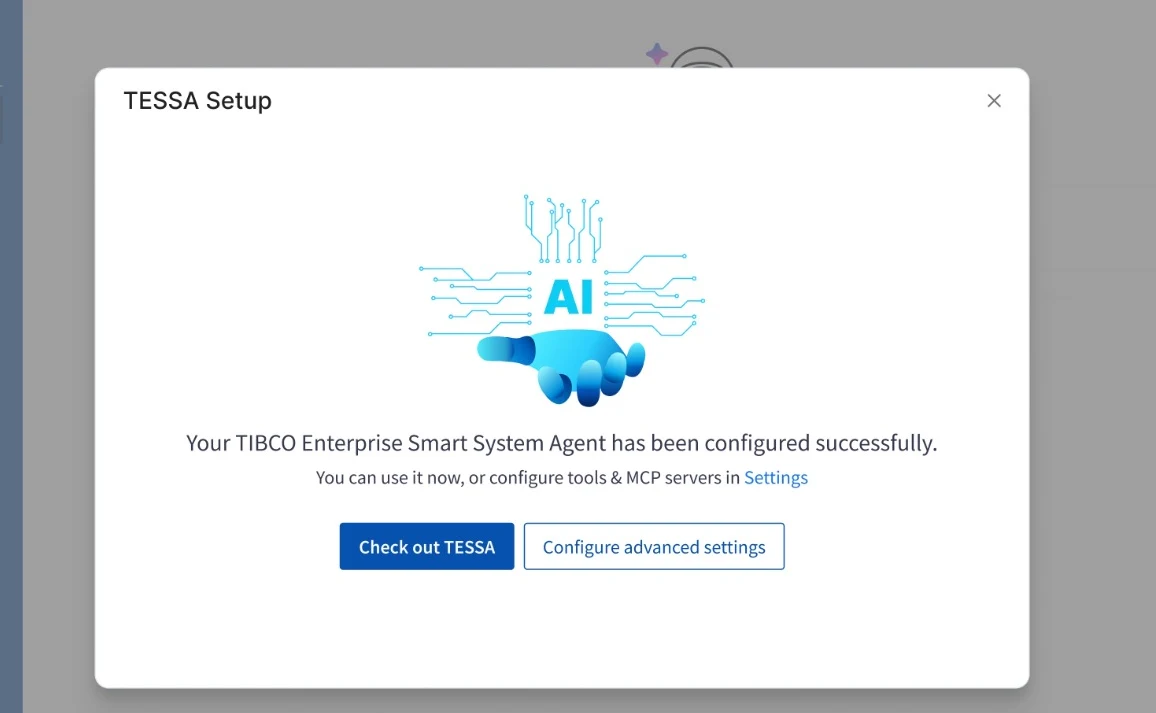 TESSA Setup
AI
Your TIBCO Enterprise Smart System Agent has been configured successfully.
You can use it now, or configure tools & MCP servers in Settings
Check out TESSA
Configure advanced settings